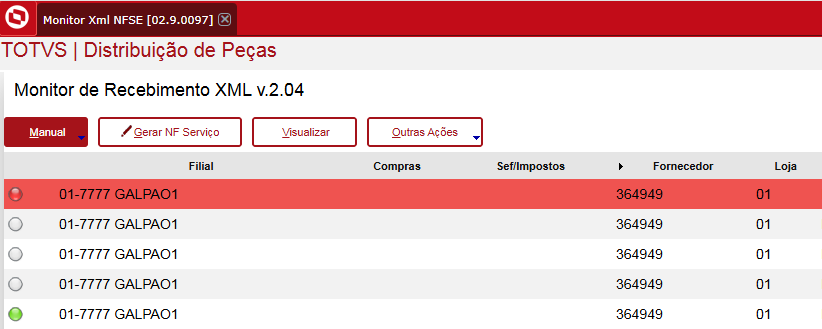 Monitor Xml NFSE [02.9.0097]
TOTVS | Distribuição de Peças
Monitor de Recebimento XML v.2.04
Manual Gerar NF Serviço Visualizar Outras Ações
Filial Compras Sef/Impostos Fornecedor Loja
01-7777 GALPAO1 364949 01
01-7777 GALPAO1 364949 01
01-7777 GALPAO1 364949 01
01-7777 GALPAO1 364949 01
01-7777 GALPAO1 364949 01